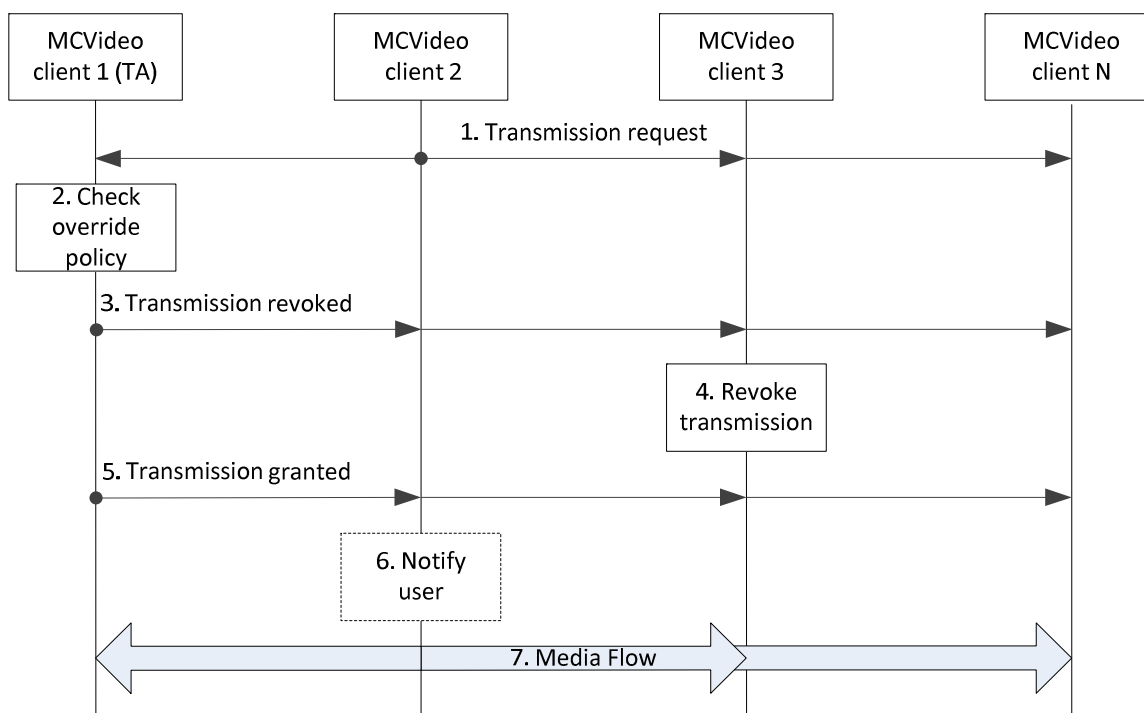 MCVideo
client 1 (TA)
MCVideo
client 2
MCVideo
client 3
MCVideo
client N
1. Transmission request
2. Check
override
policy
3. Transmission revoked
4. Revoke
transmission
5. Transmission granted
6. Notify
user
7. Media Flow